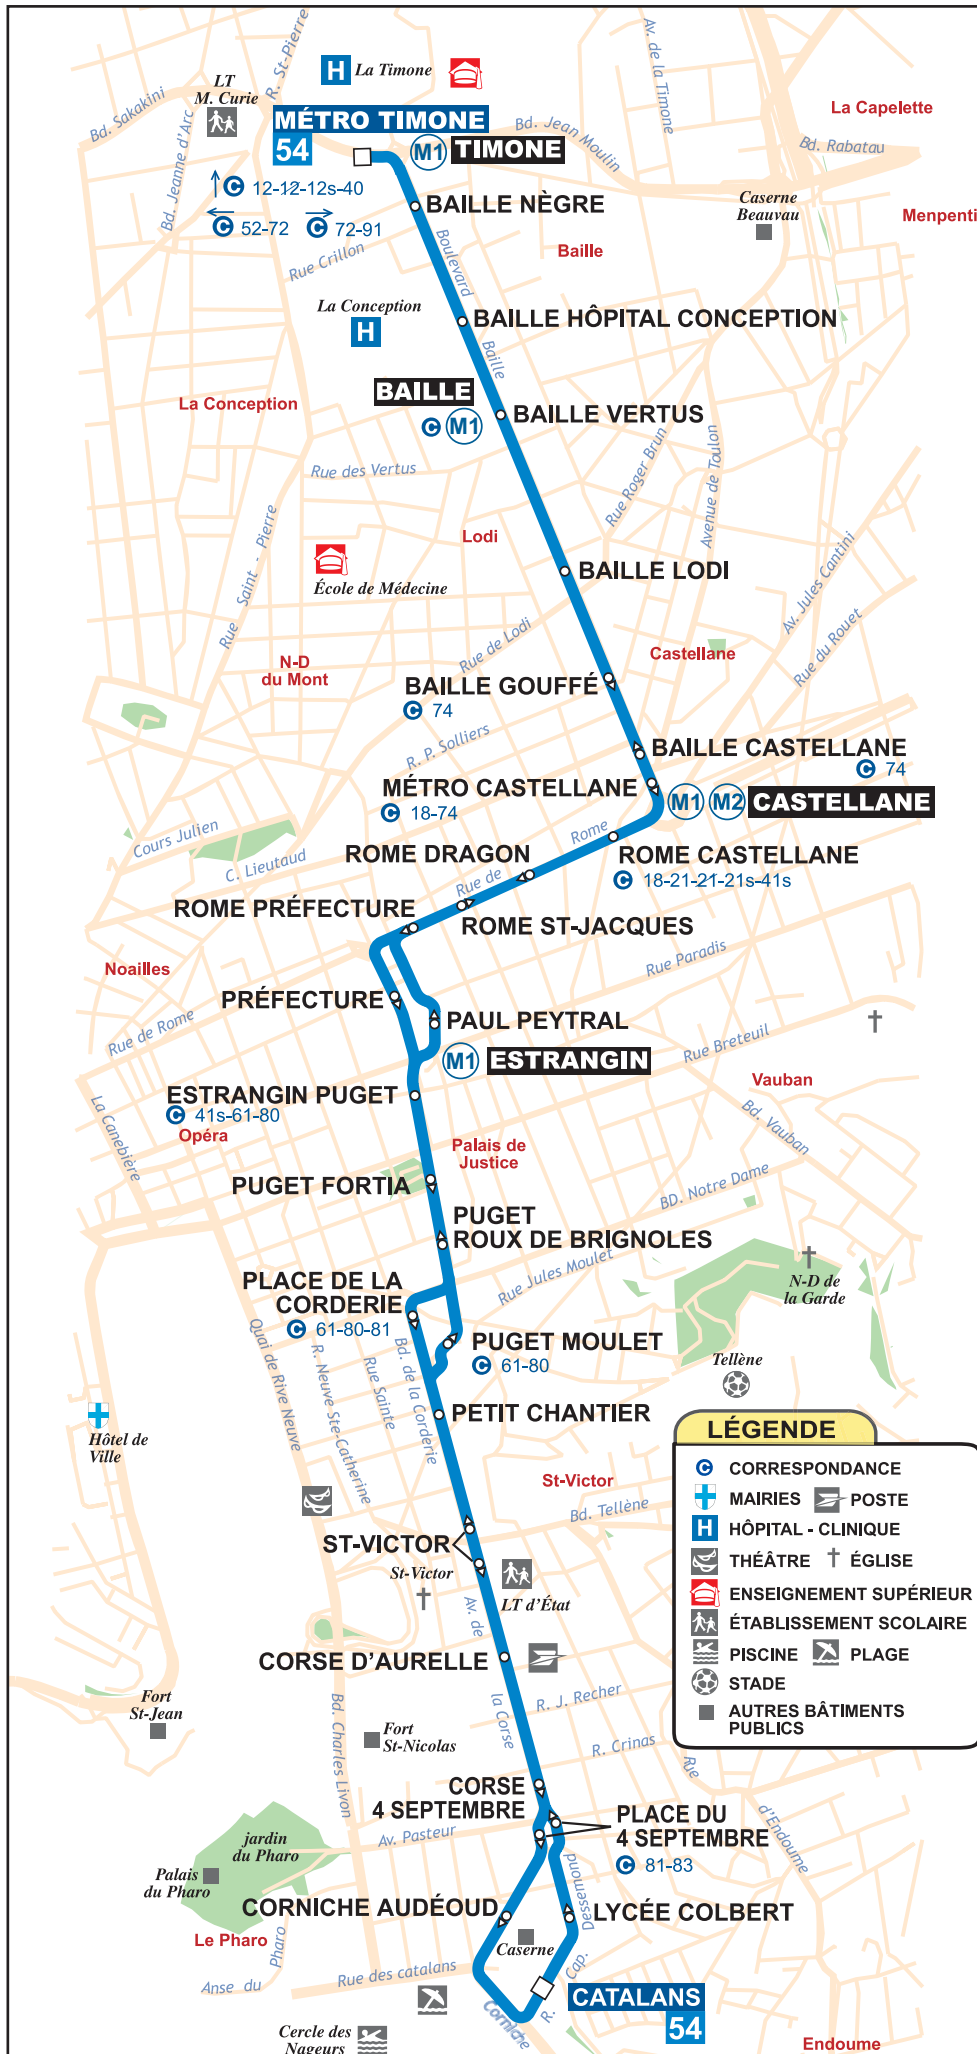 LT
M. Curie
R. St-Pierre
H La Timone
Av. de la Timone
La Capelette
Bd. Sakakini
MÉTRO TIMONE
54
M1 TIMONE
Bd. Jean Moulin
Bd. Rabatau
Bd. Jeanne d'Arc
C 12-12-12s-40
C 52-72
C 72-91
BAILLE NÈGRE
Caserne
Beauvau
Menpenti
Rue Crillon
Boulevard
Baille
Baille
La Conception
H
BAILLE HÔPITAL CONCEPTION
BAILLE
C M1
BAILLE VERTUS
La Conception
Rue des Vertus
Rue Roger Brun
Avenue de Toulon
Rue Saint - Pierre
Lodi
École de Médecine
BAILLE LODI
Av. Jules Cantini
Rue du Rouet
Rue de Lodi
N-D
du Mont
Castellane
BAILLE GOUFFÉ
C 74
R. P. Solliers
BAILLE CASTELLANE
C 74
MÉTRO CASTELLANE
C 18-74
M1 M2 CASTELLANE
Cours Julien
C. Lieutaud
Rue de Rome
ROME DRAGON
ROME CASTELLANE
C 18-21-21-21s-41s
ROME PRÉFECTURE
ROME ST-JACQUES
Noailles
Rue Paradis
PRÉFECTURE
Rue de Rome
PAUL PEYTRAL
M1 ESTRANGIN
Rue Breteuil
Vauban
Bd. Vauban
La Canebière
ESTRANGIN PUGET
C 41s-61-80
Opéra
Palais de
Justice
PUGET FORTIA
BD. Notre Dame
PUGET
ROUX DE BRIGNOLES
Rue Jules Moulet
N-D de
la Garde
PLACE DE LA
CORDERIE
C 61-80-81
PUGET MOULET
C 61-80
Tellène
Quai de Rive Neuve
R. Neuve Ste-Catherine
Rue Sainte
Bd. de la Corderie
PETIT CHANTIER
Hôtel de
Ville
St-Victor
Bd. Tellène
ST-VICTOR
St-Victor
LT d'État
LÉGENDE
C CORRESPONDANCE
MAIRIES
POSTE
H HÔPITAL - CLINIQUE
THÉÂTRE
ÉGLISE
ENSEIGNEMENT SUPÉRIEUR
ÉTABLISSEMENT SCOLAIRE
PISCINE
PLAGE
STADE
AUTRES BÂTIMENTS
PUBLICS
Av. de
la Corse
CORSE D'AURELLE
R. J. Recher
R. Crinas
Rue
d'Endoume
Fort
St-Jean
Fort
St-Nicolas
Bd. Charles Livon
CORSE
4 SEPTEMBRE
PLACE DU
4 SEPTEMBRE
C 81-83
Av. Pasteur
jardin
du Pharo
Palais
du Pharo
Le Pharo
CORNICHE AUDÉOUD
LYCÉE COLBERT
R. Cap. Dessemond
Caserne
Anse du Pharo
Rue des catalans
Corniche
CATALANS
54
Cercle des
Nageurs
Endoume